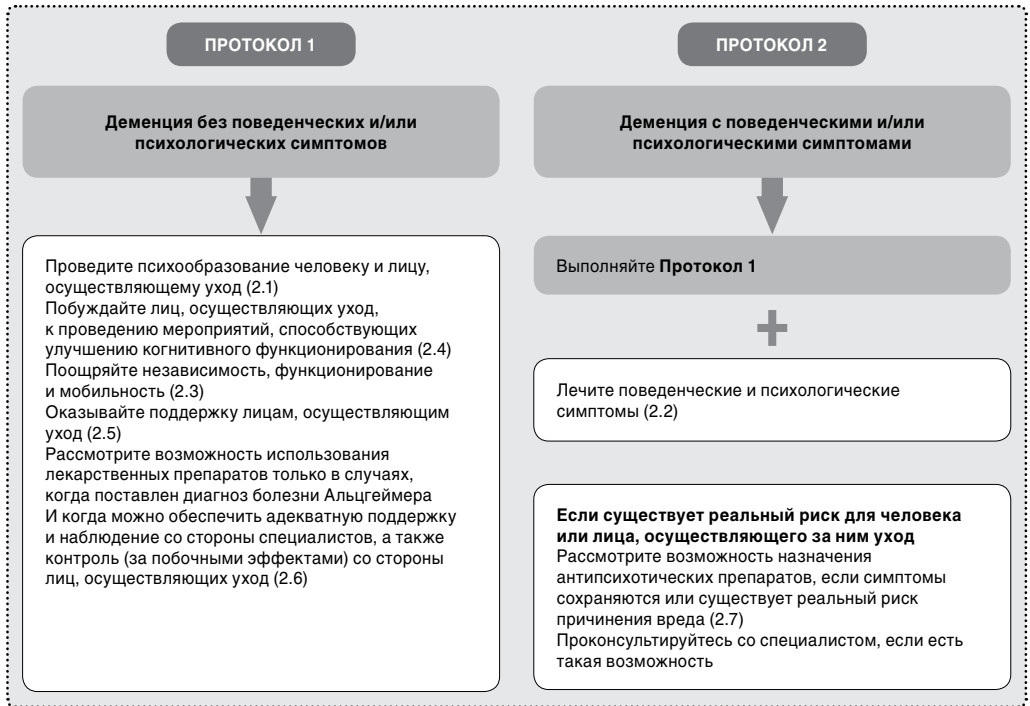 ПРОТОКОЛ 1
Деменция без поведенческих и/или
психологических симптомов
Проведите психообразование человеку и лицу,
осуществляющему уход (2.1)
Побуждайте лиц, осуществляющих уход,
к проведению мероприятий, способствующих
улучшению когнитивного функционирования (2.4)
Поощряйте независимость, функционирование
и мобильность (2.3)
Оказывайте поддержку лицам, осуществляющим
уход (2.5)
Рассмотрите возможность использования
лекарственных препаратов только в случаях,
когда поставлен диагноз болезни Альцгеймера
И когда можно обеспечить адекватную поддержку
и наблюдение со стороны специалистов, а также
контроль (за побочными эффектами) со стороны
лиц, осуществляющих уход (2.6)
ПРОТОКОЛ 2
Деменция с поведенческими и/или
психологическими симптомами
Выполняйте Протокол 1
+
Лечите поведенческие и психологические
симптомы (2.2)
Если существует реальный риск для человека
или лица, осуществляющего за ним уход
Рассмотрите возможность назначения
антипсихотических препаратов, если симптомы
сохраняются или существует реальный риск
причинения вреда (2.7)
Проконсультируйтесь со специалистом, если есть
такая возможность